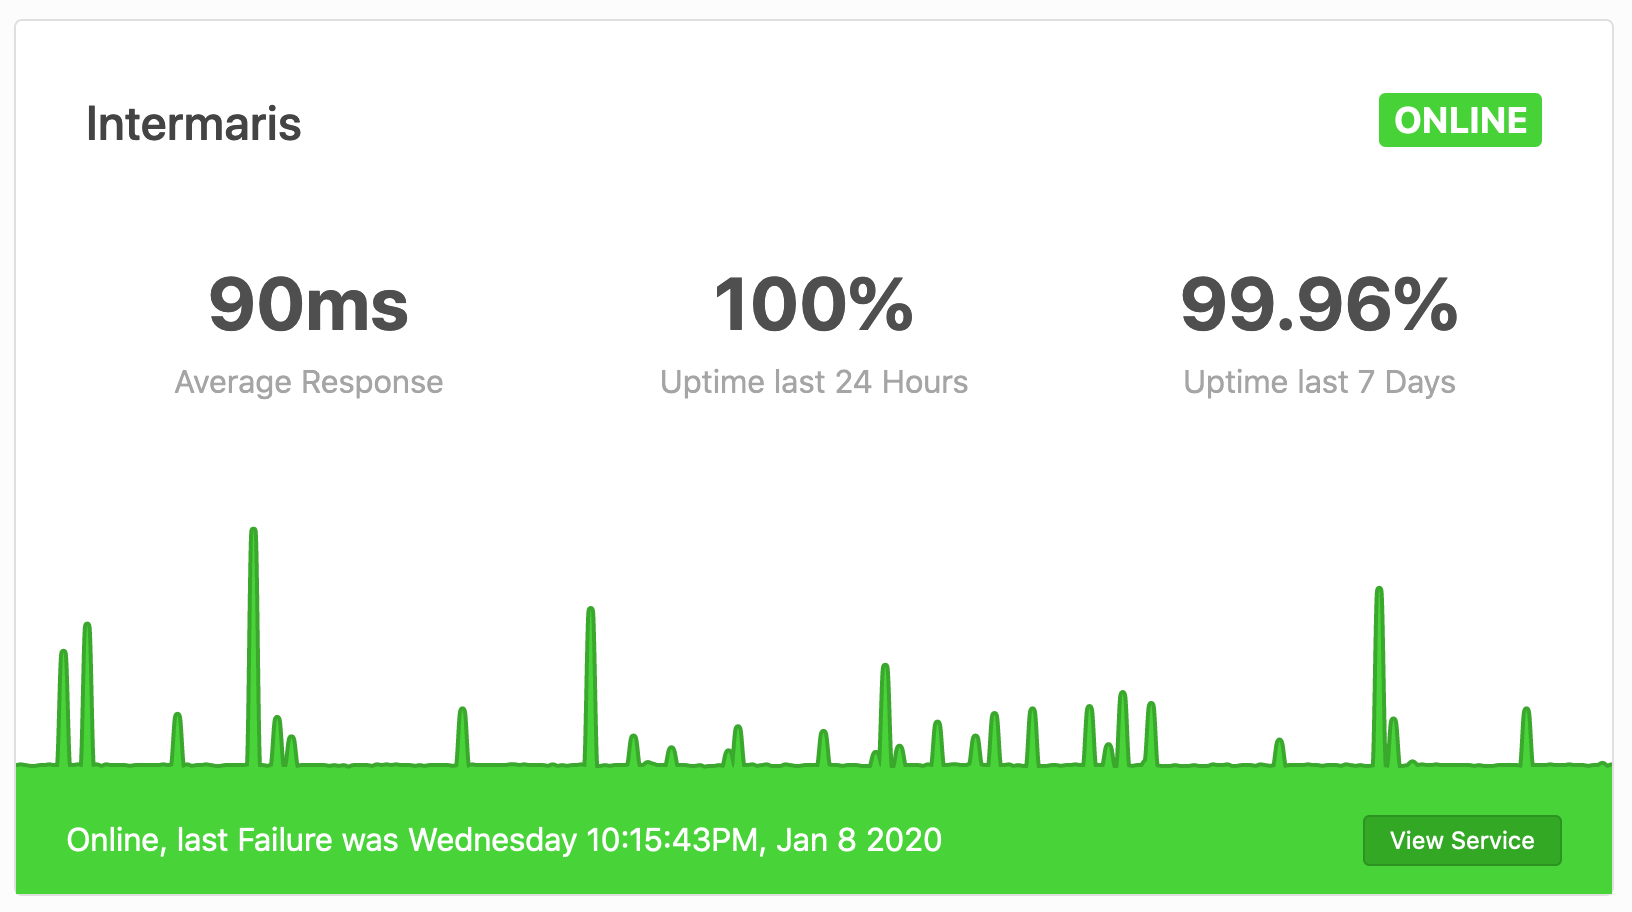 Intermaris
ONLINE
90ms
Average Response
100%
Uptime last 24 Hours
99.96%
Uptime last 7 Days
Online, last Failure was Wednesday 10:15:43PM, Jan 8 2020
View Service